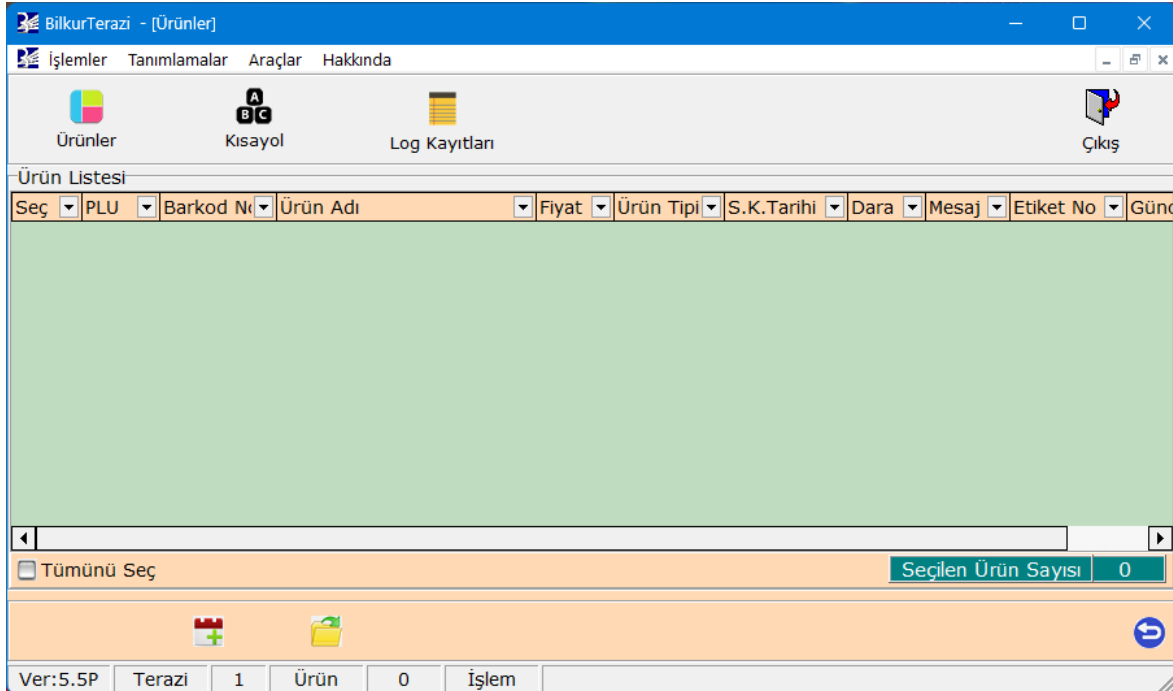 BilkurTerazi - [Ürünler]
İşlemler Tanımlamalar Araçlar Hakkında
Ürünler Kısayol Log Kayıtları Çıkış
Ürün Listesi
Seç PLU Barkod Ürün Adı Fiyat Ürün Tipi S.K.Tarihi Dara Mesaj Etiket No
Tümünü Seç Seçilen Ürün Sayısı 0
Ver:5.5P Terazi 1 Ürün 0 İşlem